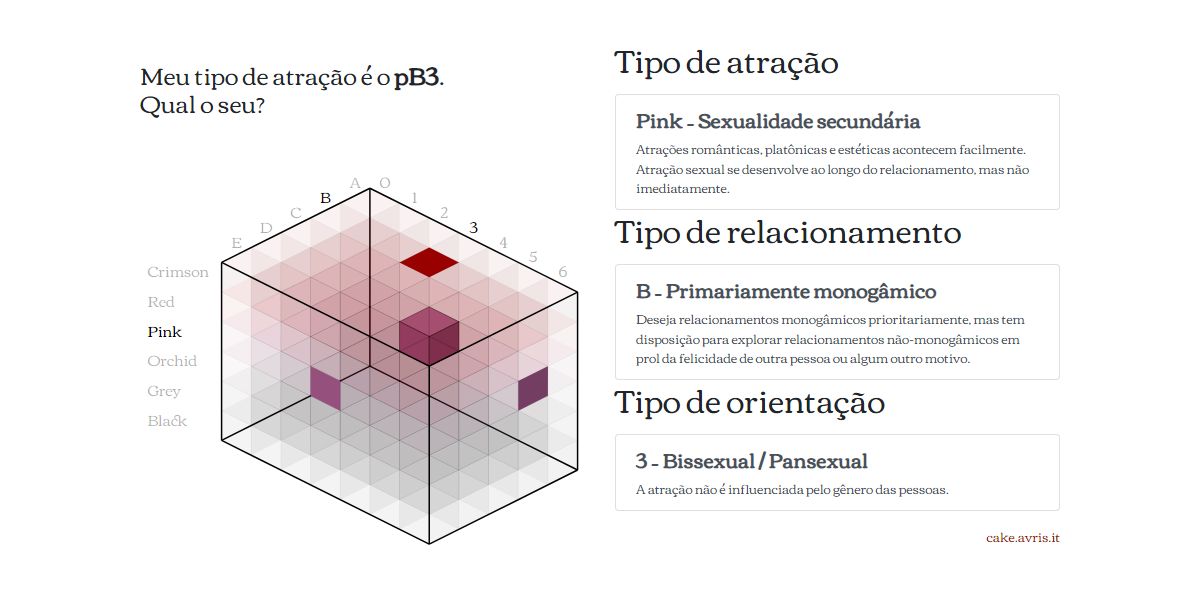 Meu tipo de atração é o pB3.
Qual o seu?
A
O
B
1
C
2
D
3
E
4
5
6
Crimson
Red
Pink
Orchid
Grey
Black
Tipo de atração
Pink - Sexualidade secundária
Atrações românticas, platônicas e estéticas acontecem facilmente.
Atração sexual se desenvolve ao longo do relacionamento, mas não
imediatamente.
Tipo de relacionamento
B - Primariamente monogâmico
Deseja relacionamentos monogâmicos prioritariamente, mas tem
disposição para explorar relacionamentos não-monogâmicos em
prol da felicidade de outra pessoa ou algum outro motivo.
Tipo de orientação
3 - Bissexual / Pansexual
A atração não é influenciada pelo gênero das pessoas.
cake.avris.it